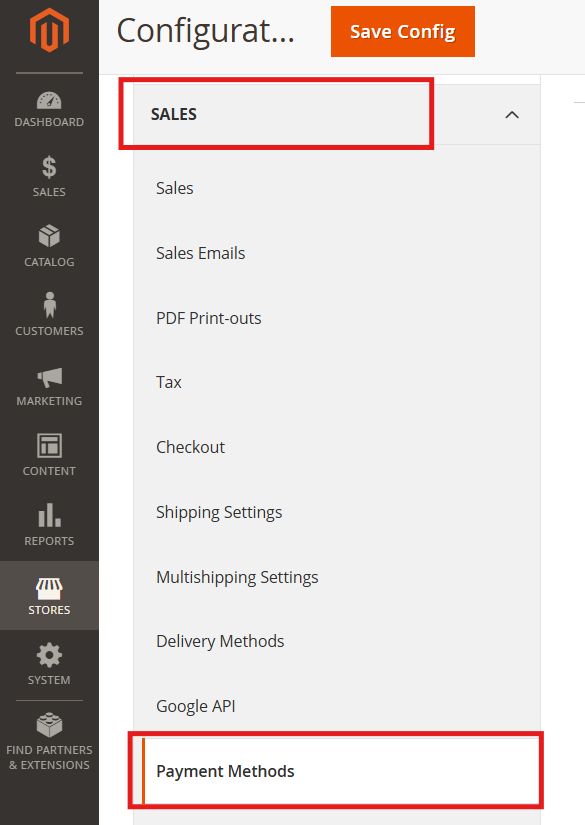 Configurat...
Save Config
DASHBOARD
SALES
CATALOG
CUSTOMERS
MARKETING
CONTENT
REPORTS
STORES
SYSTEM
FIND PARTNERS
& EXTENSIONS
SALES
Sales
Sales Emails
PDF Print-outs
Tax
Checkout
Shipping Settings
Multishipping Settings
Delivery Methods
Google API
Payment Methods